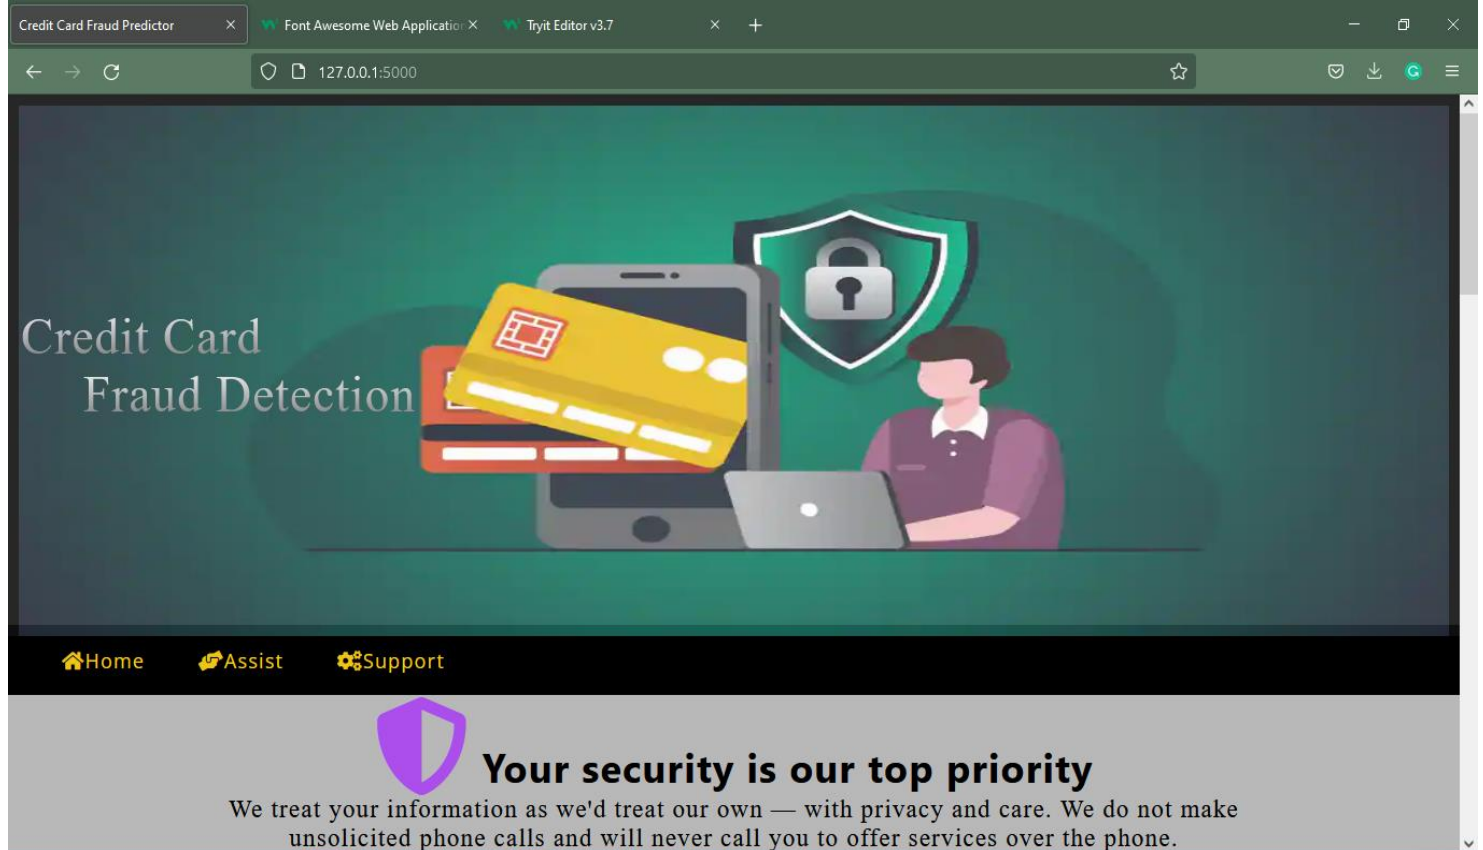 Credit Card Fraud Predictor
Font Awesome Web Application
Tryit Editor v3.7
127.0.0.1:5000
Credit Card
Fraud Detection
Home Assist Support
Your security is our top priority
We treat your information as we'd treat our own — with privacy and care. We do not make
unsolicited phone calls and will never call you to offer services over the phone.